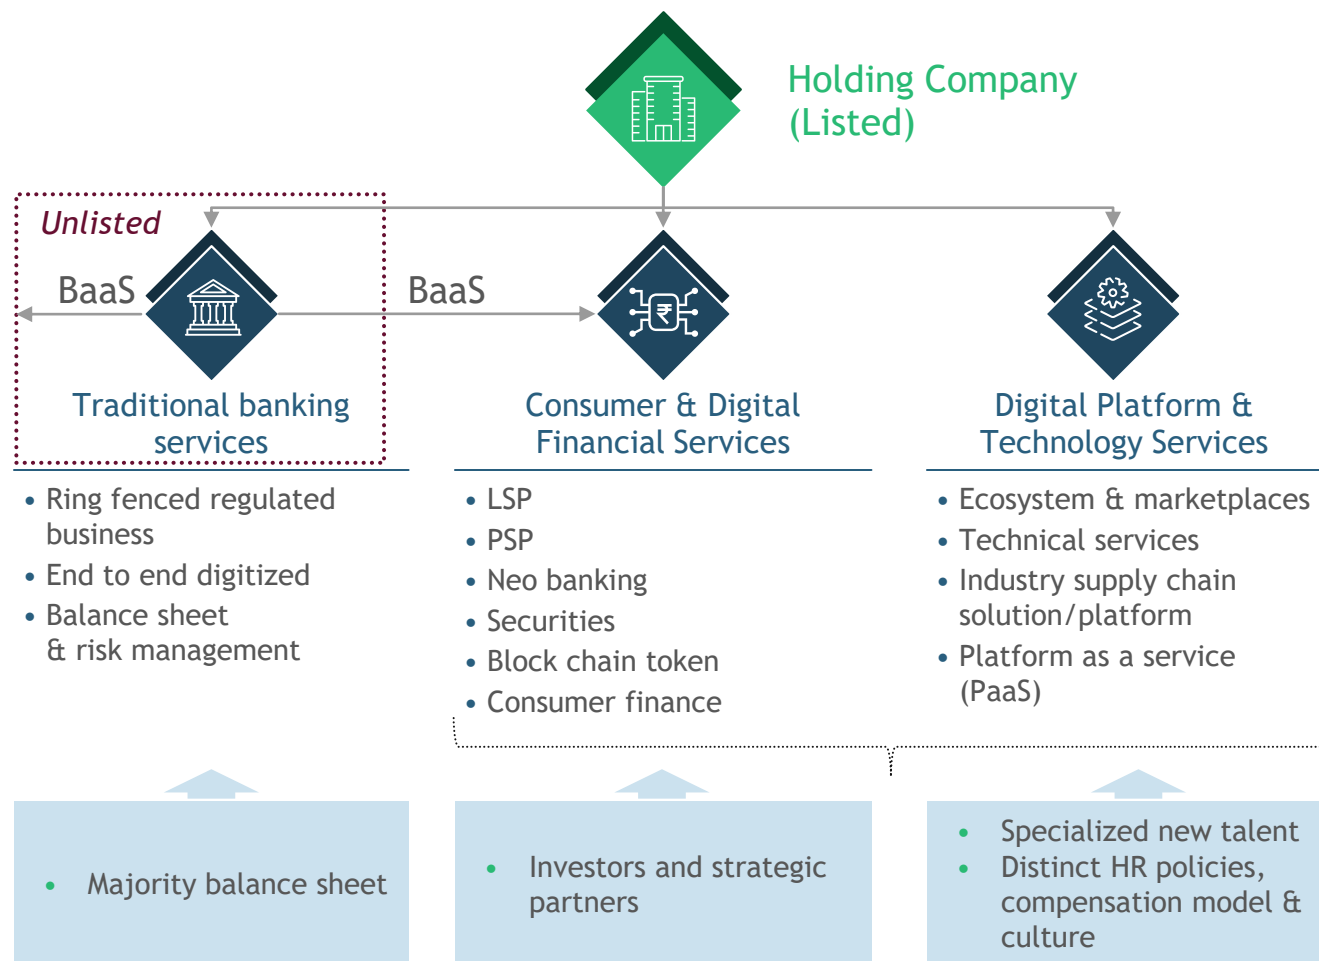 Holding Company
(Listed)
Unlisted
BaaS
BaaS
₹
Traditional banking
services
Consumer & Digital
Financial Services
Digital Platform &
Technology Services
• Ring fenced regulated
business
• End to end digitized
• Balance sheet
& risk management
• LSP
• PSP
• Neo banking
• Securities
• Block chain token
• Consumer finance
• Ecosystem & marketplaces
• Technical services
• Industry supply chain
solution/platform
• Platform as a service
(PaaS)
• Majority balance sheet
• Investors and strategic
partners
• Specialized new talent
• Distinct HR policies,
compensation model &
culture